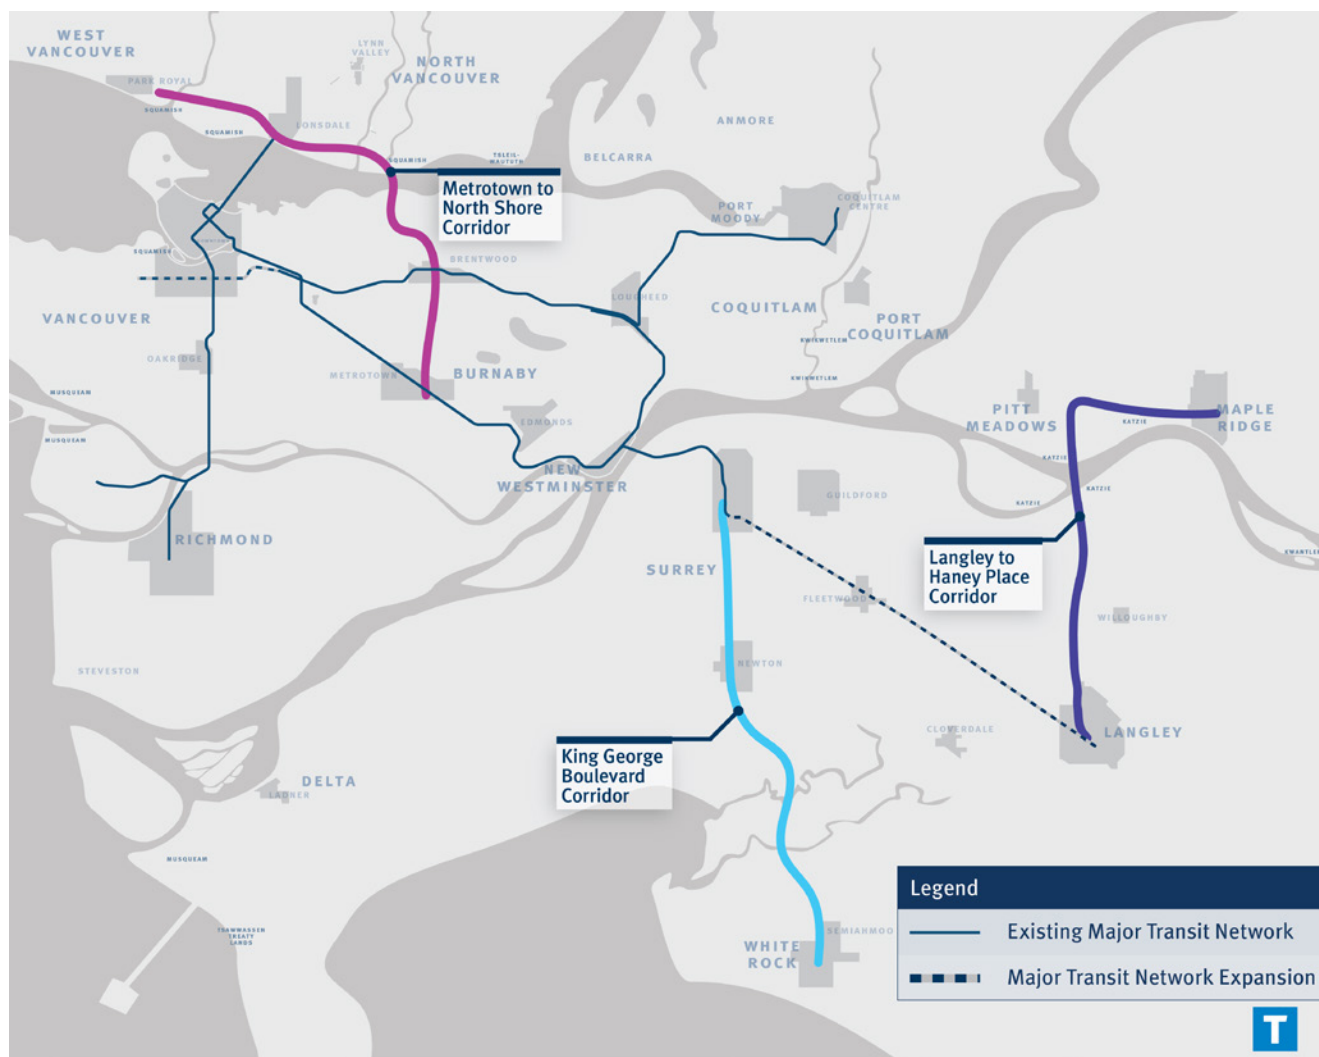 WEST
VANCOUVER
LYNN
VALLEY
NORTH
VANCOUVER
PARK ROYAL
SQUAMISH
SQUAMISH
LONSDALE
SQUAMISH
TSLEIL-
WAUTUTH
ANMORE
BELCARRA
Metrotown to
North Shore
Corridor
PORT
MOODY
COQUITLAM
CENTRE
SQUAMISH
BRENTWOOD
LOUGHEED
VANCOUVER
COQUITLAM
PORT
COQUITLAM
KWIKWETLEM
OAKRIDGE
METROTOWN
BURNABY
KWIKWETLEM
MUSQUEAM
MUSQUEAM
EDMONDS
PITT
MEADOWS
KATZIE
MAPLE
RIDGE
KATZIE
NEW
WESTMINSTER
KATZIE
KATZIE
GUILDFORD
RICHMOND
KWANTLEN
SURREY
Langley to
Haney Place
Corridor
FLEETWOOD
WILLOUGHBY
STEVESTON
NEWTON
CLOVERDALE
LANGLEY
King George
Boulevard
Corridor
DELTA
LADNER
MUSQUEAM
TSAWWASSEN
TREATY
LANDS
WHITE
ROCK
SEMIAHMOO
Legend
Existing Major Transit Network
Major Transit Network Expansion
T